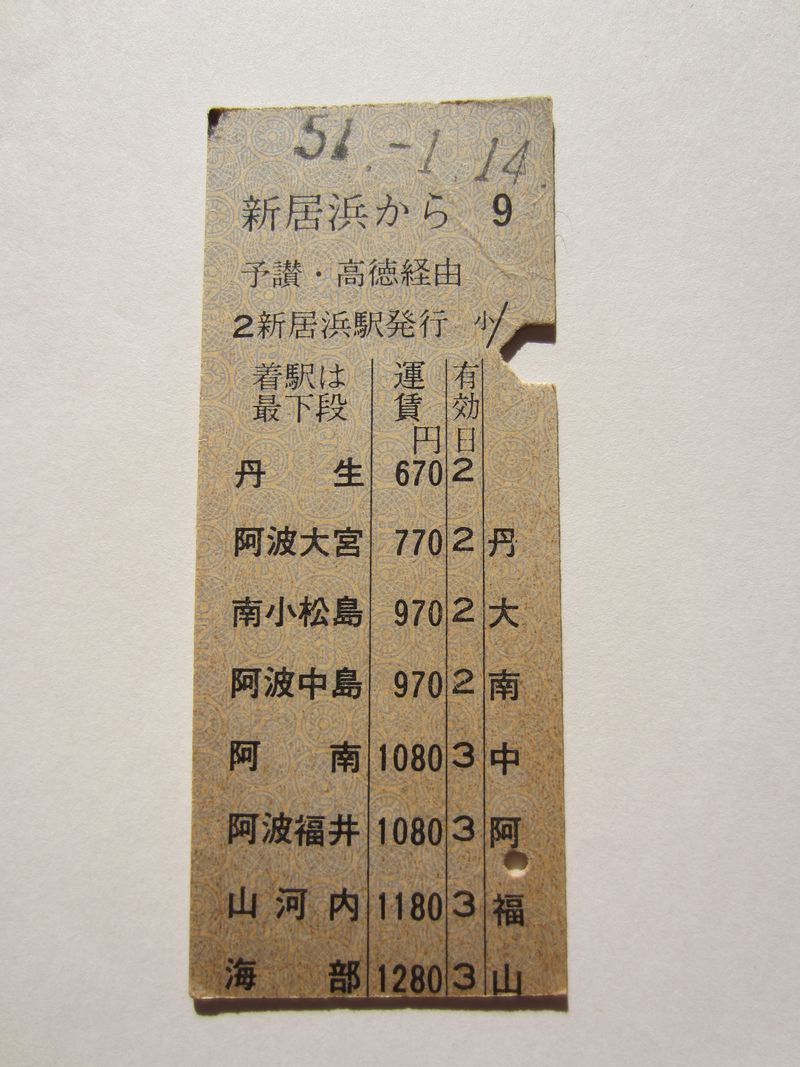 51.-1.14.
新居浜から 9
予讃・高徳経由
2新居浜駅発行 小
着駅は 運 有
最下段 賃 効
円 日
丹生 670 2
阿波大宮 770 2 丹
南小松島 970 2 大
阿波中島 970 2 南
阿南 1080 3 中
阿波福井 1080 3 阿
山河内 1180 3 福
海部 1280 3 山